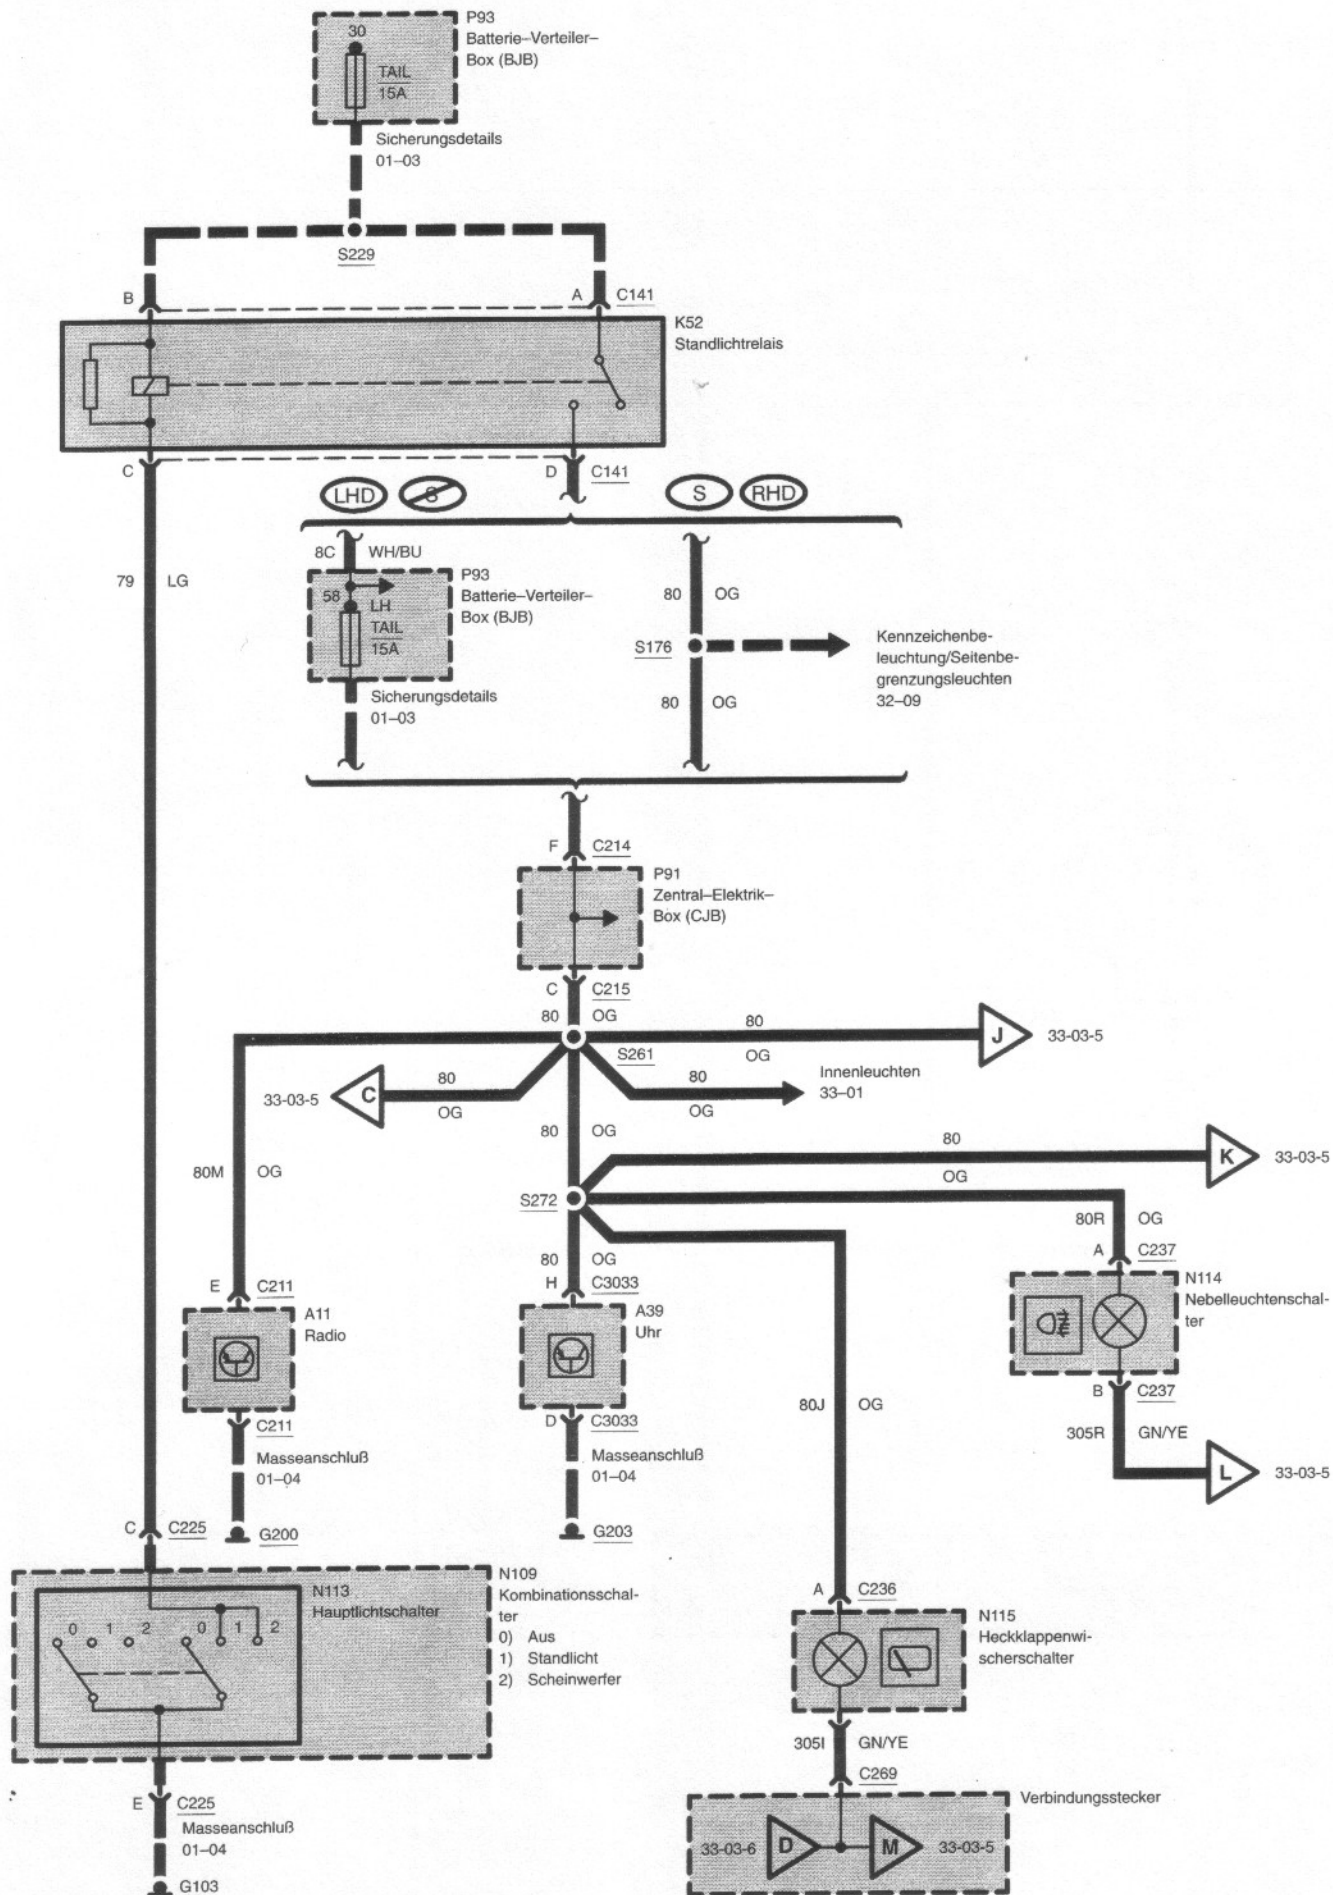 P93
Batterie–Verteiler–
Box (BJB)
30
TAIL
15A
Sicherungsdetails
01–03
S229
B
A
C141
K52
Standlichtrelais
C
D
C141
LHD
S
S
RHD
8C
WH/BU
P93
Batterie–Verteiler–
Box (BJB)
58
LH
TAIL
15A
Sicherungsdetails
01–03
79
LG
80
OG
S176
Kennzeichenbe-
leuchtung/Seitenbe-
grenzungsleuchten
32–09
80
OG
F
C214
P91
Zentral–Elektrik–
Box (CJB)
C
C215
80
OG
80
OG
J
33-03-5
S261
33-03-5
C
80
OG
80
OG
Innenleuchten
33–01
80
OG
80
OG
K
33-03-5
80M
OG
S272
80R
OG
80
OG
A
C237
E
C211
H
C3033
N114
Nebelleuchtenschal-
ter
A11
Radio
A39
Uhr
B
C237
C211
D
C3033
80J
OG
305R
GN/YE
Masseanschluß
01–04
Masseanschluß
01–04
L
33-03-5
C
C225
G200
G203
N109
Kombinationsschal-
ter
0) Aus
1) Standlicht
2) Scheinwerfer
N113
Hauptlichtschalter
0 1 2
0 1 2
A
C236
N115
Heckklappenwi-
scherschalter
305I
GN/YE
C269
Verbindungsstecker
E
C225
Masseanschluß
01–04
33-03-6
D
M
33-03-5
G103